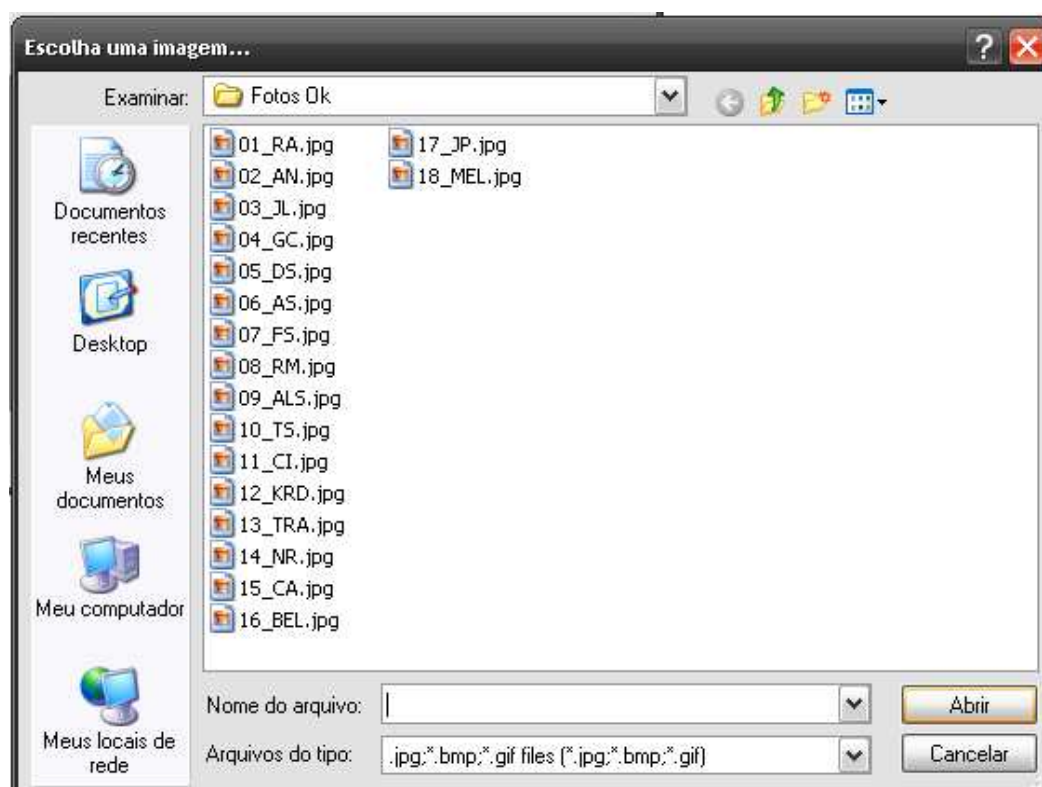 Escolha uma imagem...
Examinar:
Fotos Ok
Documentos
recentes
Desktop
Meus
documentos
Meu computador
Meus locais de
rede
01_RA.jpg
02_AN.jpg
03_JL.jpg
04_GC.jpg
05_DS.jpg
06_AS.jpg
07_FS.jpg
08_RM.jpg
09_ALS.jpg
10_TS.jpg
11_CI.jpg
12_KRD.jpg
13_TRA.jpg
14_NR.jpg
15_CA.jpg
16_BEL.jpg
17_JP.jpg
18_MEL.jpg
Nome do arquivo:
Abrir
Arquivos do tipo:
.jpg;*.bmp;*.gif files (*.jpg;*.bmp;*.gif)
Cancelar